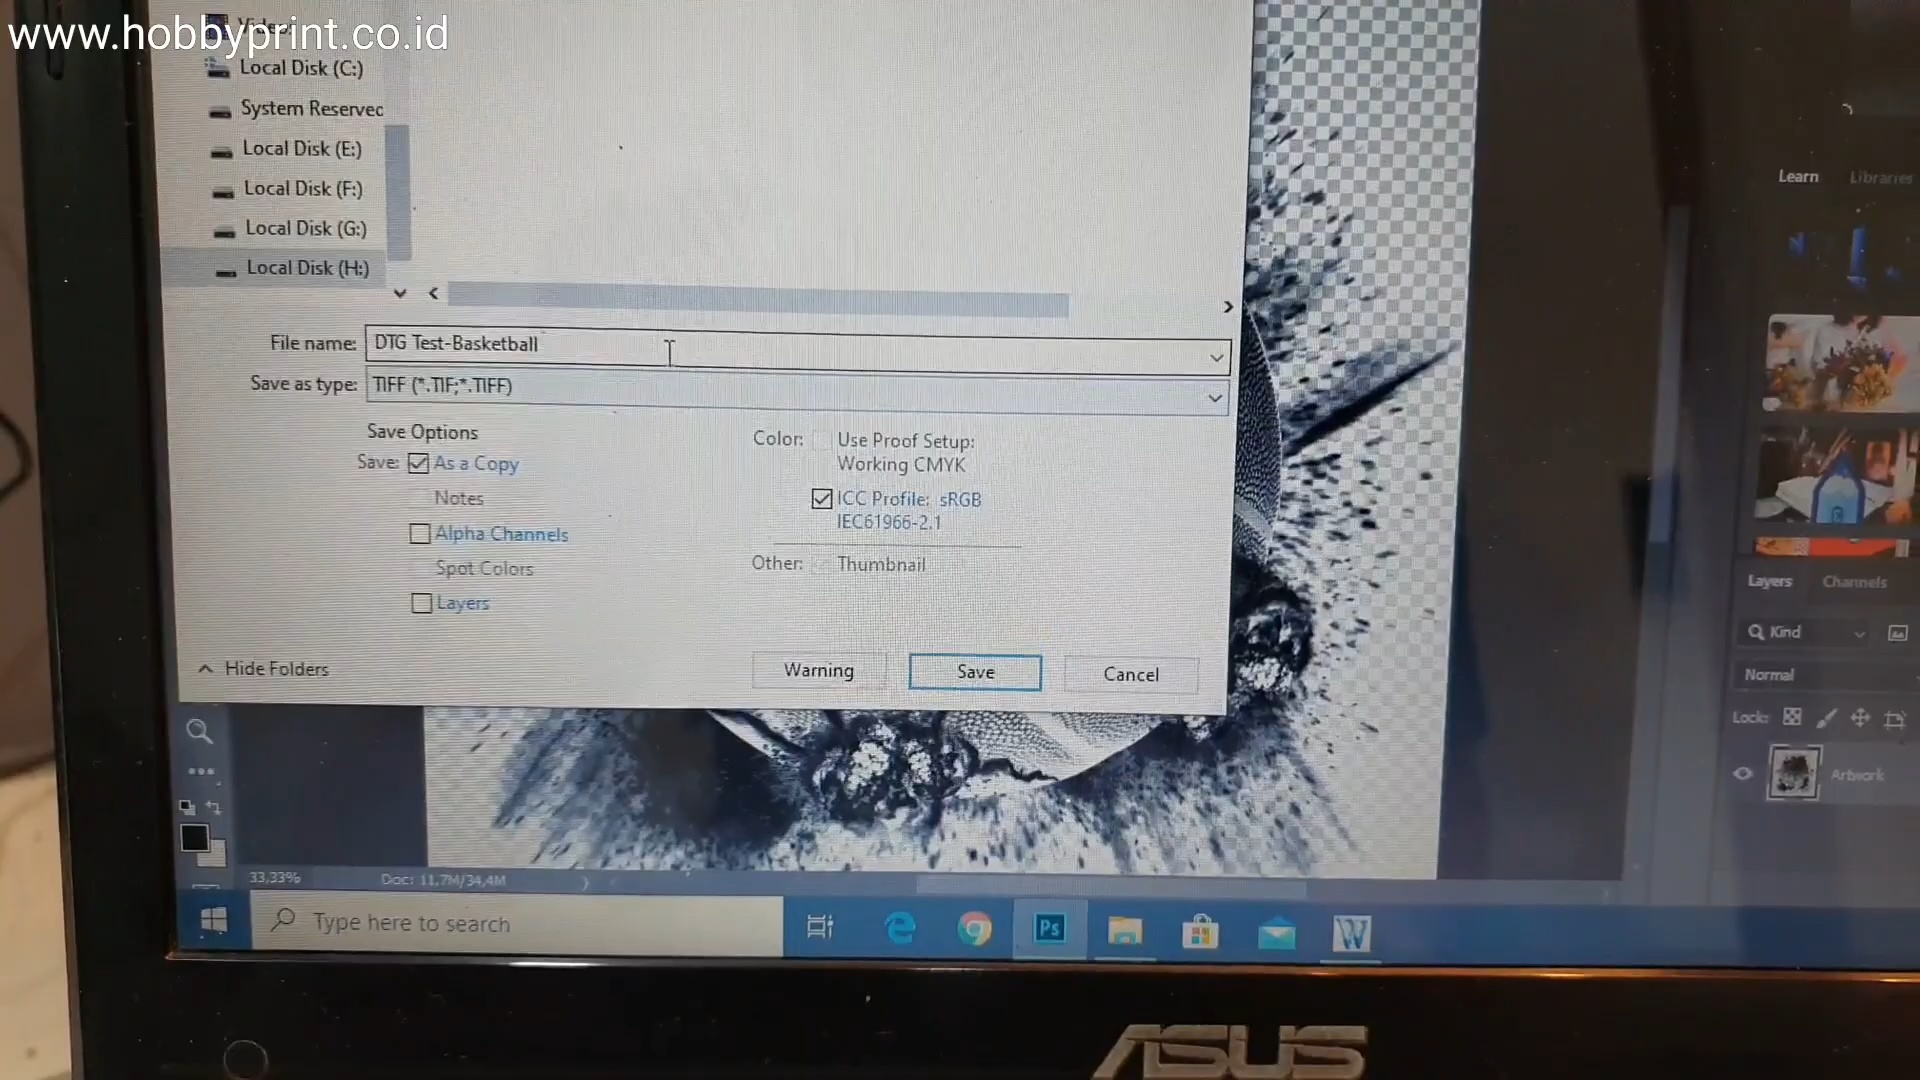 www.hobbyprint.co.id
Local Disk (C:)
System Reserved
Local Disk (E:)
Local Disk (F:)
Local Disk (G:)
Local Disk (H:)
File name: DTG Test-Basketball
Save as type: TIFF (*.TIF;*.TIFF)
Save Options
Save: As a Copy
Notes
Alpha Channels
Spot Colors
Layers
Color: Use Proof Setup:
Working CMYK
ICC Profile: sRGB
IEC61966-2.1
Other: Thumbnail
Hide Folders
Warning
Save
Cancel
Learn
Libraries
Layers
Channels
Kind
Normal
Lock:
Artwork
33,33%
Doc: 11,7M/34,4M
Type here to search
Ps
W
ASUS